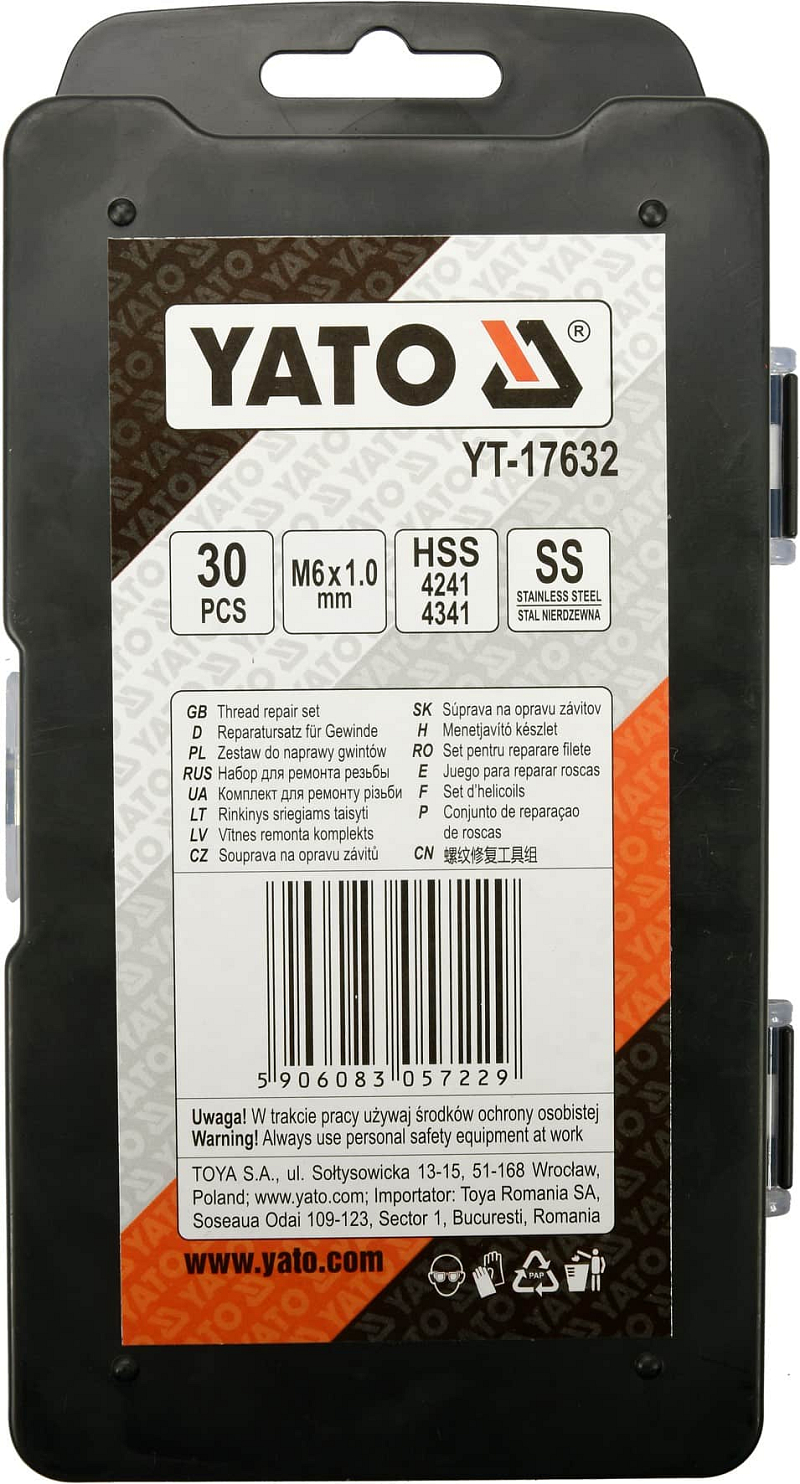 YATO ®
YT-17632
30
PCS
M6x1.0
mm
HSS
4241
4341
SS
STAINLESS STEEL
STAL NIERDZEWNA
GB Thread repair set
D Reparatursatz für Gewinde
PL Zestaw do naprawy gwintów
RUS Набор для ремонта резьбы
UA Комплект для ремонту різьби
LT Rinkinys sriegiams taisyti
LV Vītnes remonta komplekts
CZ Souprava na opravu závitů
SK Súprava na opravu závitov
H Menetjavító készlet
RO Set pentru reparare filete
E Juego para reparar roscas
F Set d'helicoils
P Conjunto de reparaçao
de roscas
CN 螺纹修复工具组
5 906083 057229
Uwaga! W trakcie pracy używaj środków ochrony osobistej
Warning! Always use personal safety equipment at work
TOYA S.A., ul. Sołtysowicka 13-15, 51-168 Wrocław,
Poland; www.yato.com; Importator: Toya Romania SA,
Soseaua Odai 109-123, Sector 1, Bucuresti, Romania
www.yato.com
PAP